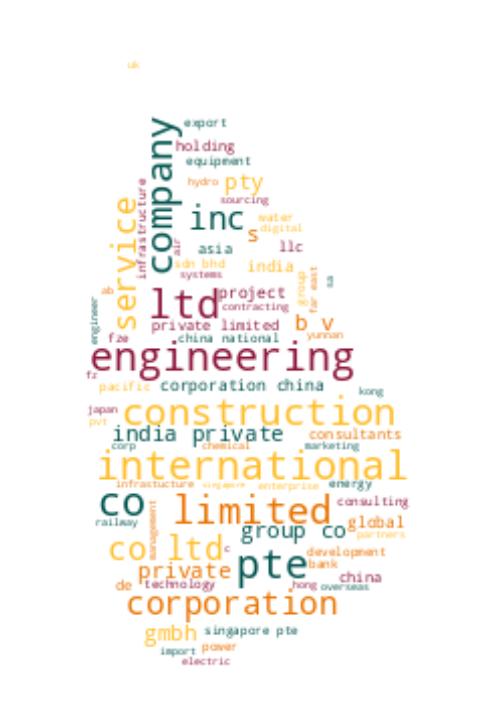 uk
export
company
holding
equipment
hydro pty
infrastructure
sourcing
service
inc
water
s digital
air
asia llc
sdn bhd india
systems
group
far east
sa
ab
ltd project
contracting
engineer
private limited b v
fze china national yunnan
engineering
fz
pacific corporation china kong
japan construction
pvt
india private consultants
corp chemical marketing
international
infrastucture singapore enterprise energy
co limited consulting
railway global
management
group co partners
co ltd c pte development
private bank
de technology hong china
overseas
corporation
gmbh singapore pte
import power
electric